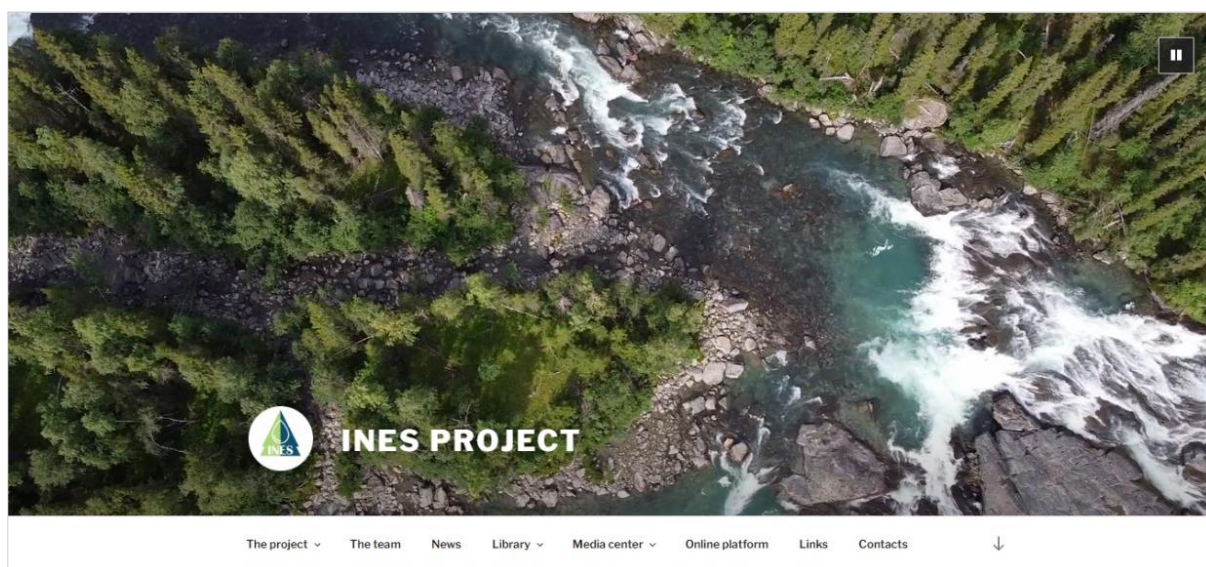 INES
INES PROJECT
The project The team News Library Media center Online platform Links Contacts